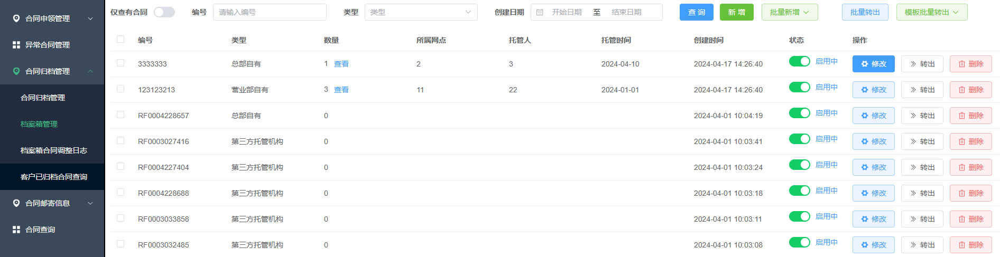 合同申领管理
异常合同管理
合同归档管理
合同归档管理
档案箱管理
档案箱合同调整日志
客户已归档合同查询
合同邮寄信息
合同查询
仅查有合同 编号 请输入编号 类型 类型 创建日期 开始日期 至 结束日期 查 询 新 增 批量新增 批量转出 模板批量转出
编号 类型 数量 所属网点 托管人 托管时间 创建时间 状态 操作
3333333 总部自有 1 查看 2 3 2024-04-10 2024-04-17 14:26:40 启用中 修改 转出 删除
123123213 营业部自有 3 查看 11 22 2024-01-01 2024-04-17 14:26:40 启用中 修改 转出 删除
RF0004228657 总部自有 0 2024-04-01 10:04:19 启用中 修改 转出 删除
RF0003027416 第三方托管机构 0 2024-04-01 10:03:41 启用中 修改 转出 删除
RF0004227404 第三方托管机构 0 2024-04-01 10:03:24 启用中 修改 转出 删除
RF0004228688 第三方托管机构 0 2024-04-01 10:03:18 启用中 修改 转出 删除
RF0003033858 第三方托管机构 0 2024-04-01 10:03:11 启用中 修改 转出 删除
RF0003032485 第三方托管机构 0 2024-04-01 10:03:08 启用中 修改 转出 删除